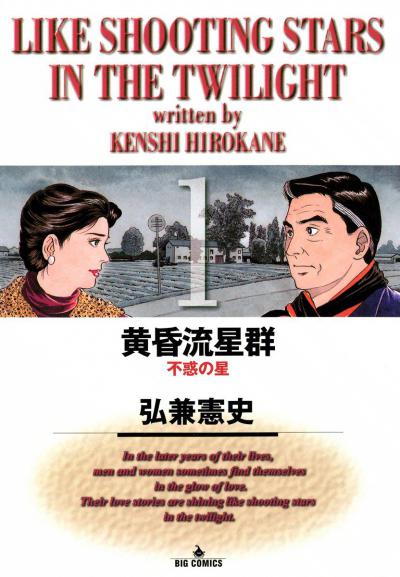 LIKE SHOOTING STARS
IN THE TWILIGHT
written by
KENSHI HIROKANE
1
黄昏流星群
不惑の星
弘兼憲史
In the later years of their lives,
men and women sometimes find themselves
in the glow of love.
Their love stories are shining like shooting stars
in the twilight.
BIG COMICS